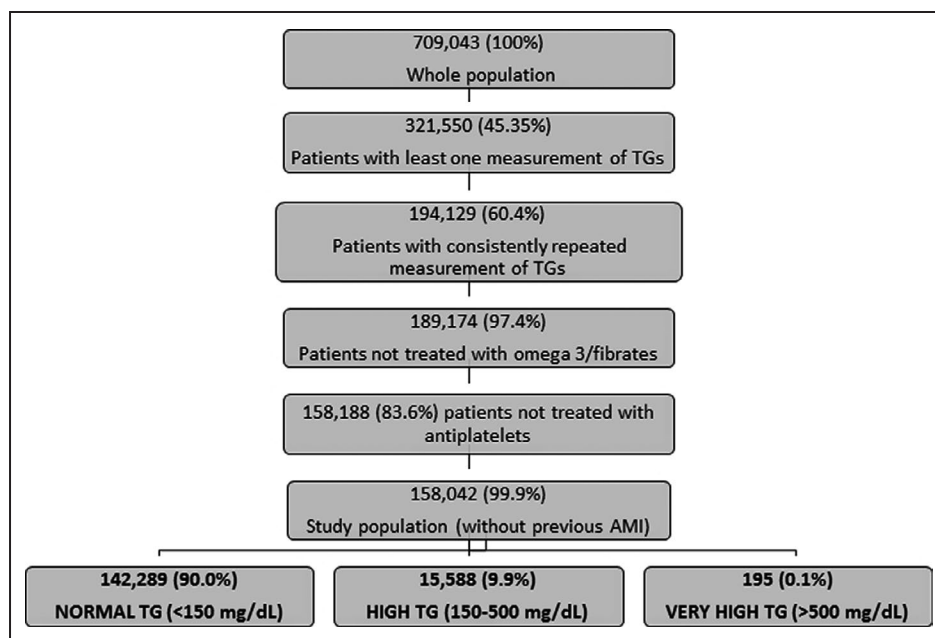 709,043 (100%)
Whole population
321,550 (45.35%)
Patients with least one measurement of TGs
194,129 (60.4%)
Patients with consistently repeated
measurement of TGs
189,174 (97.4%)
Patients not treated with omega 3/fibrates
158,188 (83.6%) patients not treated with
antiplatelets
158,042 (99.9%)
Study population (without previous AMI)
142,289 (90.0%)
NORMAL TG (<150 mg/dL)
15,588 (9.9%)
HIGH TG (150-500 mg/dL)
195 (0.1%)
VERY HIGH TG (>500 mg/dL)